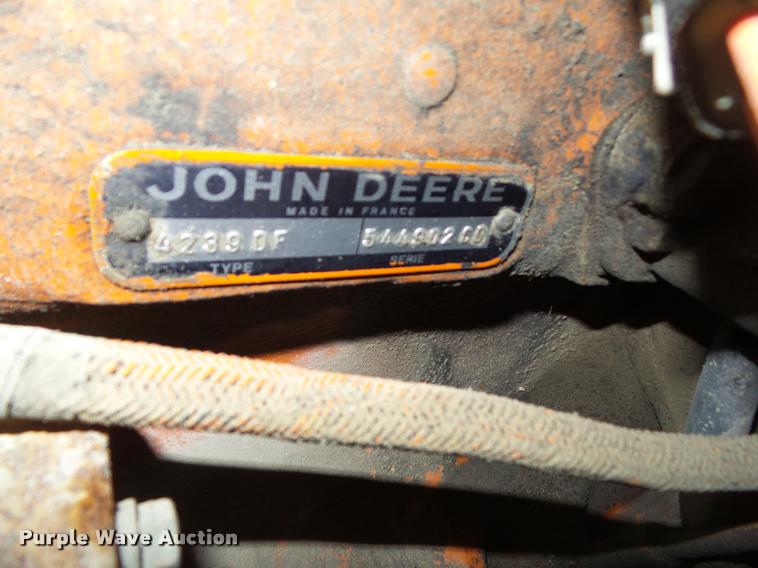 JOHN DEERE
MADE IN FRANCE
4239DF
TYPE SERIE
Purple Wave Auction